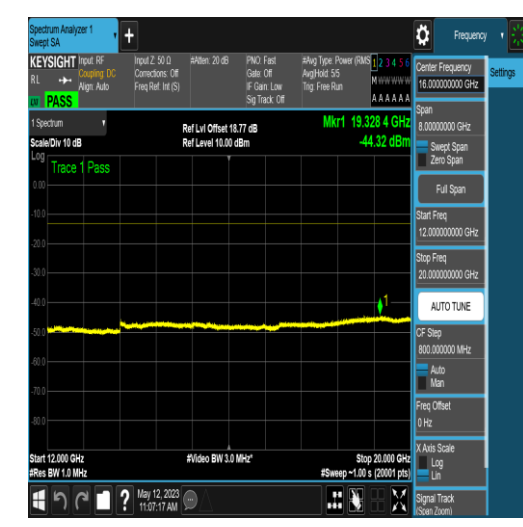 Spectrum Analyzer 1
Swept SA
+
Frequency
KEYSIGHT
Input: RF
Coupling: DC
Align: Auto
Input Z: 50 Ω
Corrections: Off
Freq Ref: Int (S)
#Atten: 20 dB
PNO: Fast
Gate: Off
IF Gain: Low
Sig Track: Off
#Avg Type: Power (RMS)
Avg|Hold: 5/5
Trig: Free Run
1 2 3 4 5 6
M W W W W W
A A A A A A
RL
LXI
PASS
1 Spectrum
Scale/Div 10 dB
Ref Lvl Offset 18.77 dB
Ref Level 10.00 dBm
Mkr1 19.328 4 GHz
-44.32 dBm
Log
Trace 1 Pass
0.00
-10.0
-20.0
-30.0
-40.0
-50.0
-60.0
-70.0
-80.0
1
Start 12.000 GHz
#Res BW 1.0 MHz
#Video BW 3.0 MHz*
Stop 20.000 GHz
#Sweep ~1.00 s (20001 pts)
?
May 12, 2023
11:07:17 AM
Center Frequency
16.000000000 GHz
Settings
Span
8.00000000 GHz
Swept Span
Zero Span
Full Span
Start Freq
12.000000000 GHz
Stop Freq
20.000000000 GHz
AUTO TUNE
CF Step
800.000000 MHz
Auto
Man
Freq Offset
0 Hz
X Axis Scale
Log
Lin
Signal Track
(Span Zoom)